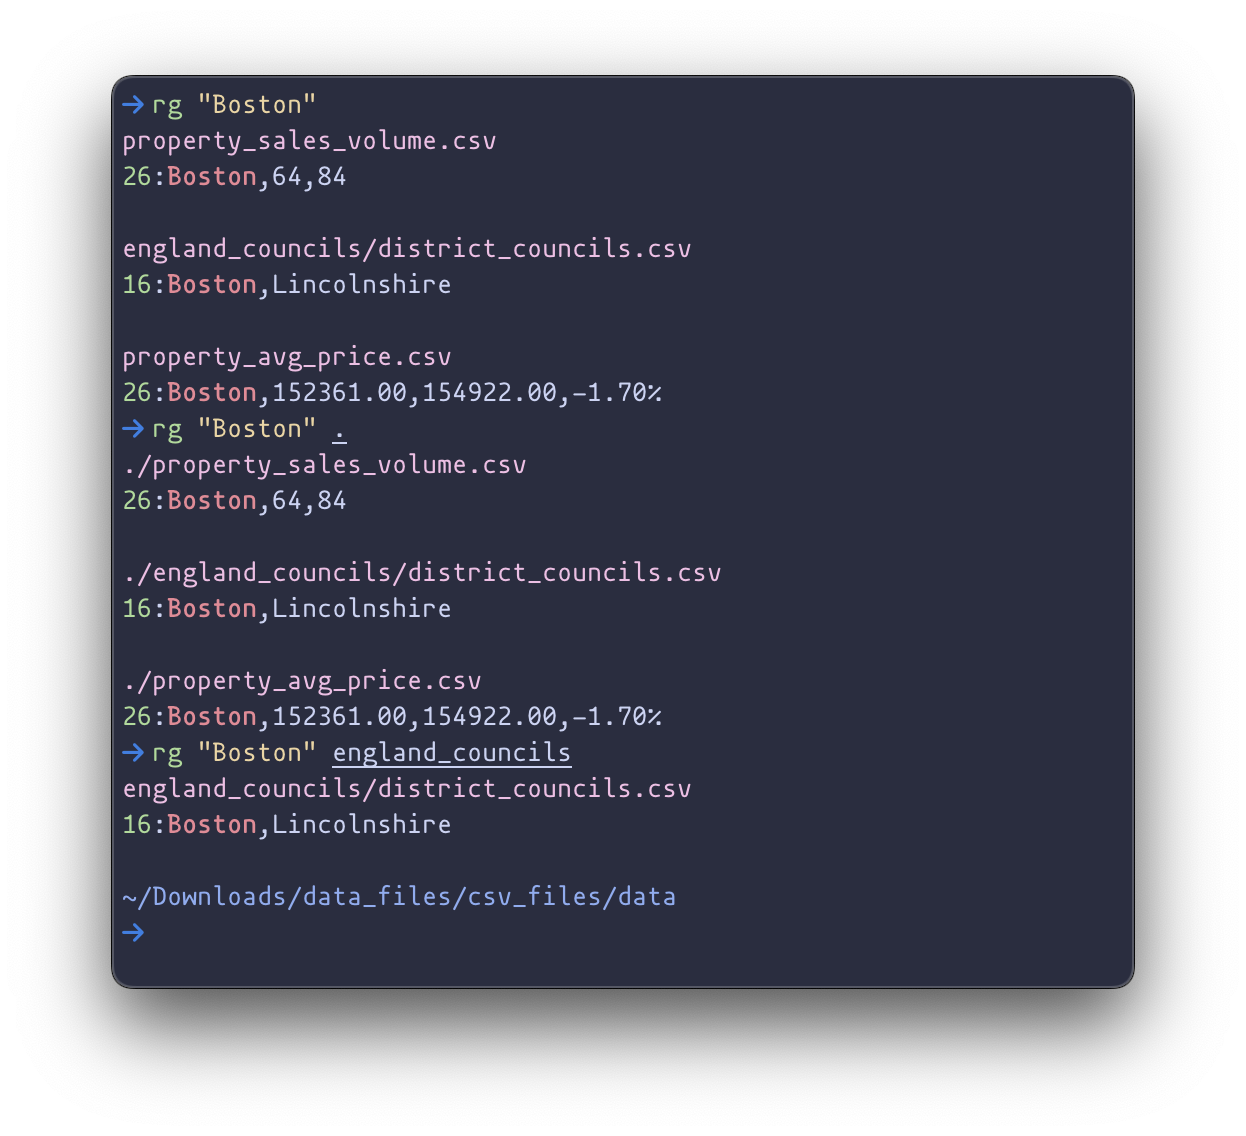 → rg "Boston"
property_sales_volume.csv
26:Boston,64,84
england_councils/district_councils.csv
16:Boston,Lincolnshire
property_avg_price.csv
26:Boston,152361.00,154922.00,-1.70%
→ rg "Boston" .
./property_sales_volume.csv
26:Boston,64,84
./england_councils/district_councils.csv
16:Boston,Lincolnshire
./property_avg_price.csv
26:Boston,152361.00,154922.00,-1.70%
→ rg "Boston" england_councils
england_councils/district_councils.csv
16:Boston,Lincolnshire
~/Downloads/data_files/csv_files/data
→